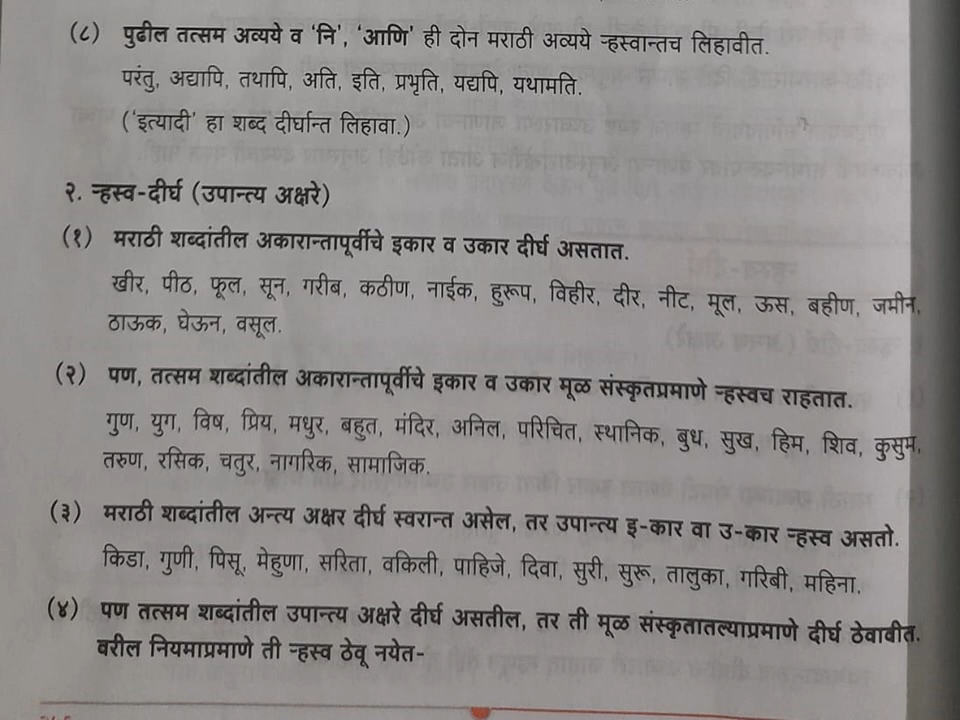 (८) पुढील तत्सम अव्यये व 'नि', 'आणि' ही दोन मराठी अव्यये ऱ्हस्वान्तच लिहावीत.
परंतु, अद्यापि, तथापि, अति, इति, प्रभृति, यद्यपि, यथामति.
('इत्यादी' हा शब्द दीर्घान्त लिहावा.)
२. ऱ्हस्व-दीर्घ (उपान्त्य अक्षरे)
(१) मराठी शब्दांतील अकारान्तापूर्वीचे इकार व उकार दीर्घ असतात.
खीर, पीठ, फूल, सून, गरीब, कठीण, नाईक, हुरूप, विहीर, दीर, नीट, मूल, ऊस, बहीण, जमीन,
ठाऊक, घेऊन, वसूल.
(२) पण, तत्सम शब्दांतील अकारान्तापूर्वीचे इकार व उकार मूळ संस्कृतप्रमाणे ऱ्हस्वच राहतात.
गुण, युग, विष, प्रिय, मधुर, बहुत, मंदिर, अनिल, परिचित, स्थानिक, बुध, सुख, हिम, शिव, कुसुम,
तरुण, रसिक, चतुर, नागरिक, सामाजिक.
(३) मराठी शब्दांतील अन्त्य अक्षर दीर्घ स्वरान्त असेल, तर उपान्त्य इ-कार वा उ-कार ऱ्हस्व असतो.
किडा, गुणी, पिसू, मेहुणा, सरिता, वकिली, पाहिजे, दिवा, सुरी, सुरू, तालुका, गरिबी, महिना.
(४) पण तत्सम शब्दांतील उपान्त्य अक्षरे दीर्घ असतील, तर ती मूळ संस्कृतातल्याप्रमाणे दीर्घ ठेवावीत.
वरील नियमाप्रमाणे ती ऱ्हस्व ठेवू नयेत-